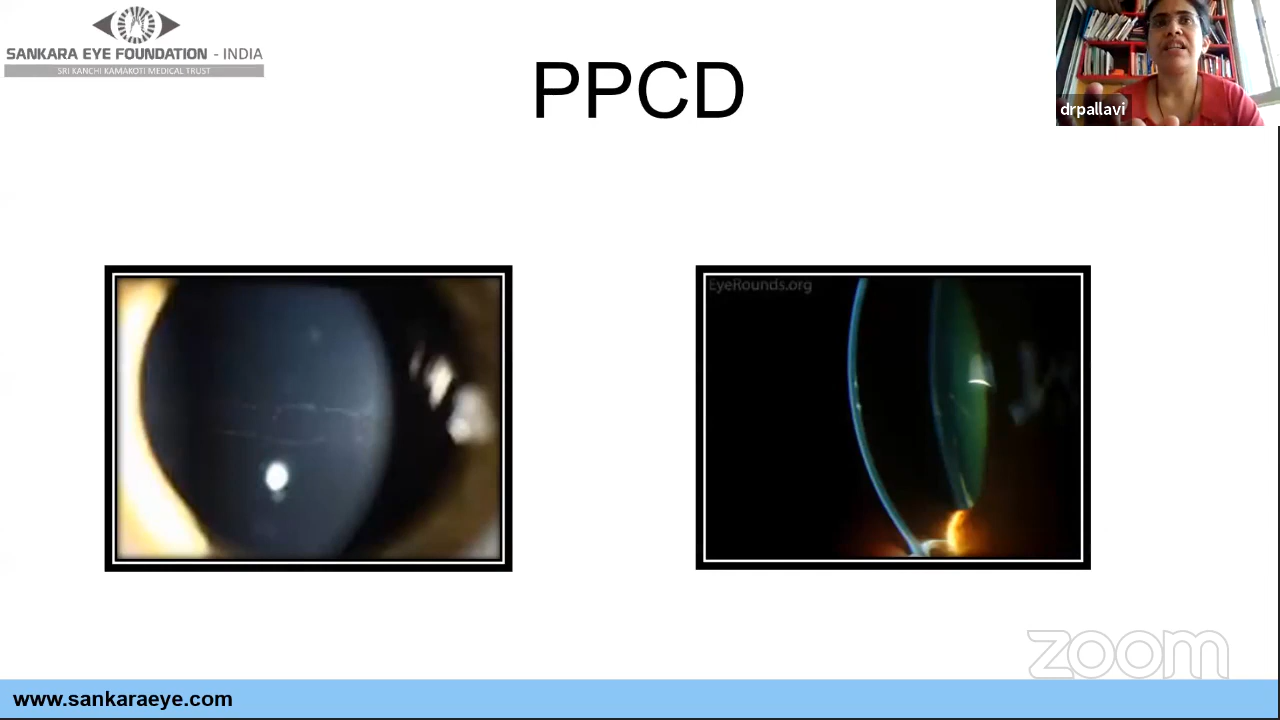 SANKARA EYE FOUNDATION - INDIA
SRI KANCHI KAMAKOTI MEDICAL TRUST
PPCD
drpallavi
EyeRounds.org
zoom
www.sankaraeye.com